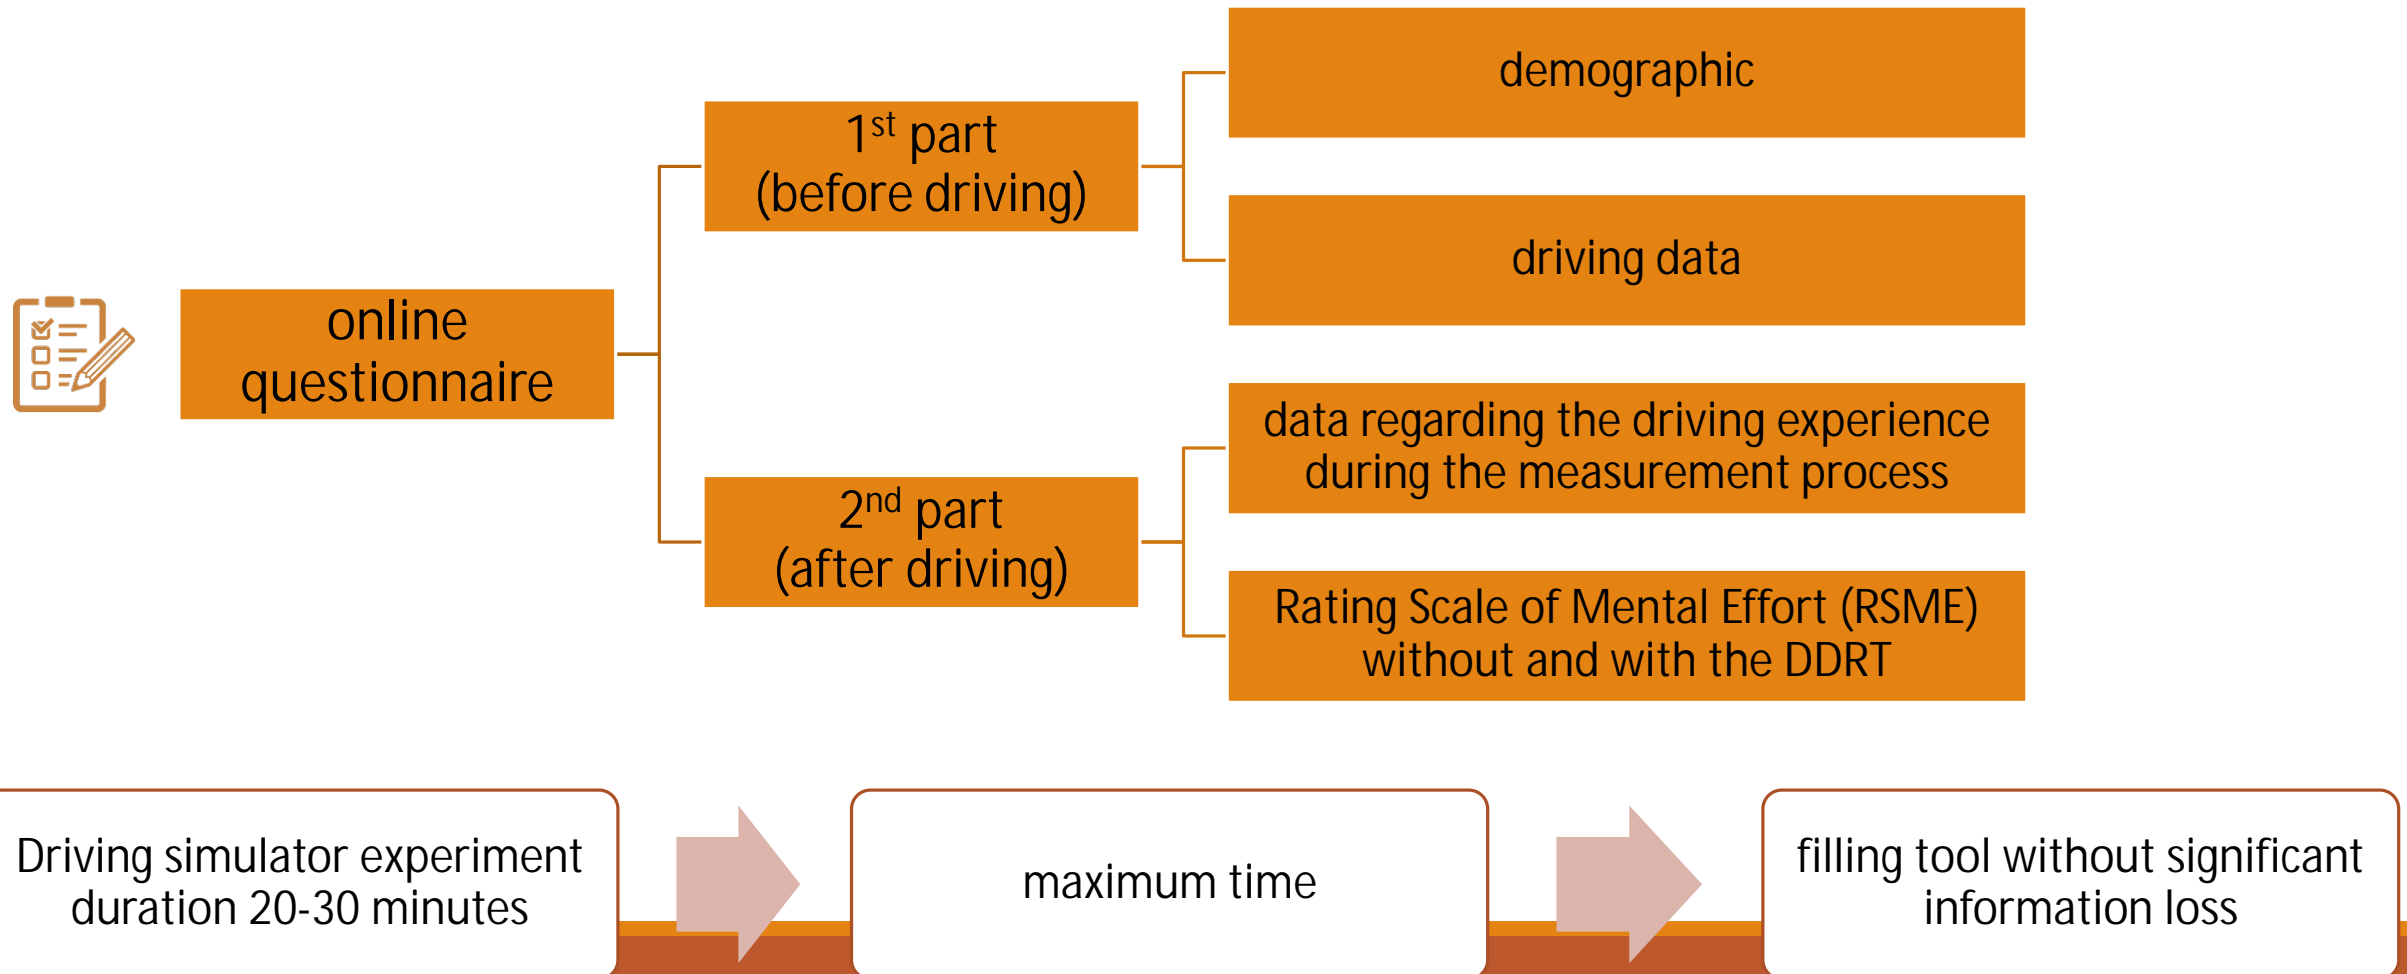 online
questionnaire
1st part
(before driving)
demographic
driving data
2nd part
(after driving)
data regarding the driving experience
during the measurement process
Rating Scale of Mental Effort (RSME)
without and with the DDRT
Driving simulator experiment
duration 20-30 minutes
maximum time
filling tool without significant
information loss